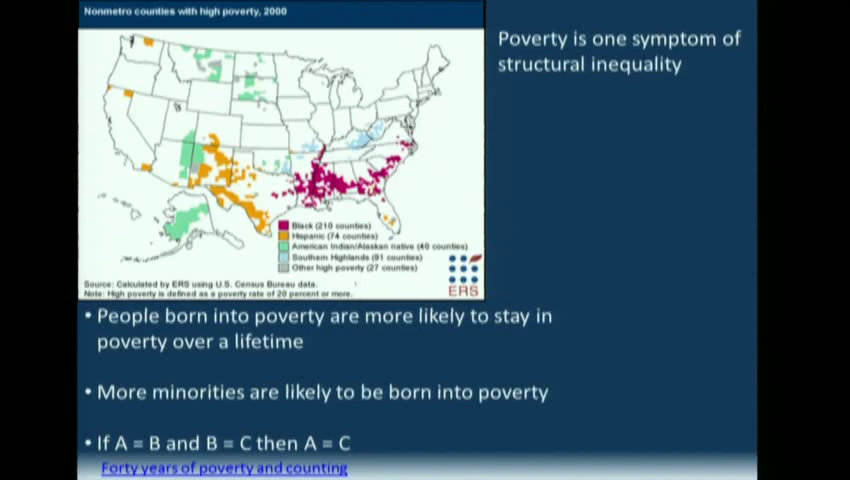 Nonmetro counties with high poverty, 2000
Poverty is one symptom of
structural inequality
Black (210 counties)
Hispanic (74 counties)
American Indian/Alaskan native (40 counties)
Southern Highlands (91 counties)
Other high poverty (27 counties)
Source: Calculated by ERS using U.S. Census Bureau data.
Note: High poverty is defined as a poverty rate of 20 percent or more.
ERS
• People born into poverty are more likely to stay in
poverty over a lifetime
• More minorities are likely to be born into poverty
• If A = B and B = C then A = C
Forty years of poverty and counting